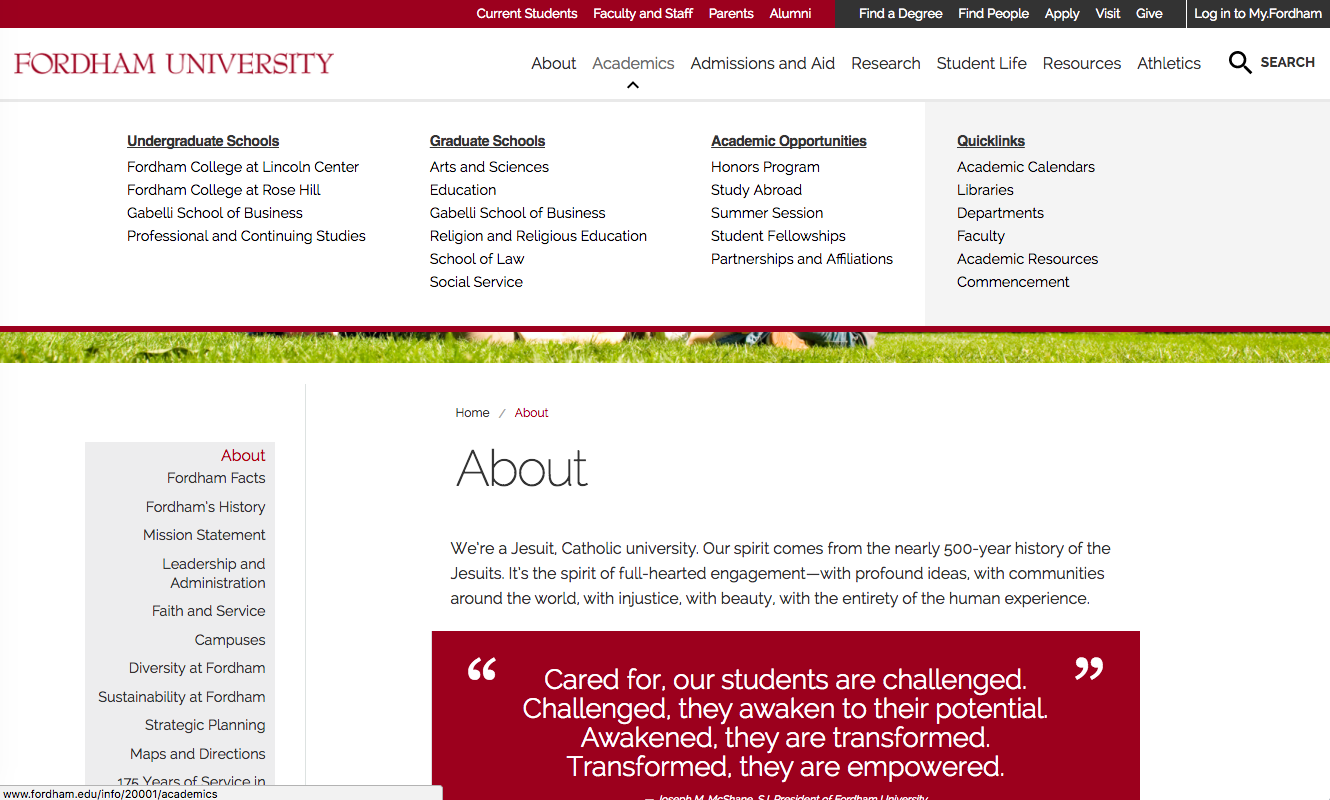 Current Students Faculty and Staff Parents Alumni Find a Degree Find People Apply Visit Give Log in to My.Fordham
FORDHAM UNIVERSITY
About Academics Admissions and Aid Research Student Life Resources Athletics SEARCH
Undergraduate Schools
Fordham College at Lincoln Center
Fordham College at Rose Hill
Gabelli School of Business
Professional and Continuing Studies
Graduate Schools
Arts and Sciences
Education
Gabelli School of Business
Religion and Religious Education
School of Law
Social Service
Academic Opportunities
Honors Program
Study Abroad
Summer Session
Student Fellowships
Partnerships and Affiliations
Quicklinks
Academic Calendars
Libraries
Departments
Faculty
Academic Resources
Commencement
About
Fordham Facts
Fordham's History
Mission Statement
Leadership and
Administration
Faith and Service
Campuses
Diversity at Fordham
Sustainability at Fordham
Strategic Planning
Maps and Directions
175 Years of Service in
Home / About
About
We're a Jesuit, Catholic university. Our spirit comes from the nearly 500-year history of the
Jesuits. It's the spirit of full-hearted engagement—with profound ideas, with communities
around the world, with injustice, with beauty, with the entirety of the human experience.
“ Cared for, our students are challenged. ”
Challenged, they awaken to their potential.
Awakened, they are transformed.
Transformed, they are empowered.
— Joseph M. McShane, SJ, President of Fordham University
www.fordham.edu/info/20001/academics